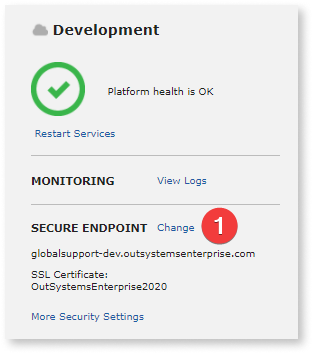 Development
Platform health is OK
Restart Services
MONITORING View Logs
SECURE ENDPOINT Change 1
globalsupport-dev.outsystemsenterprise.com
SSL Certificate:
OutSystemsEnterprise2020
More Security Settings